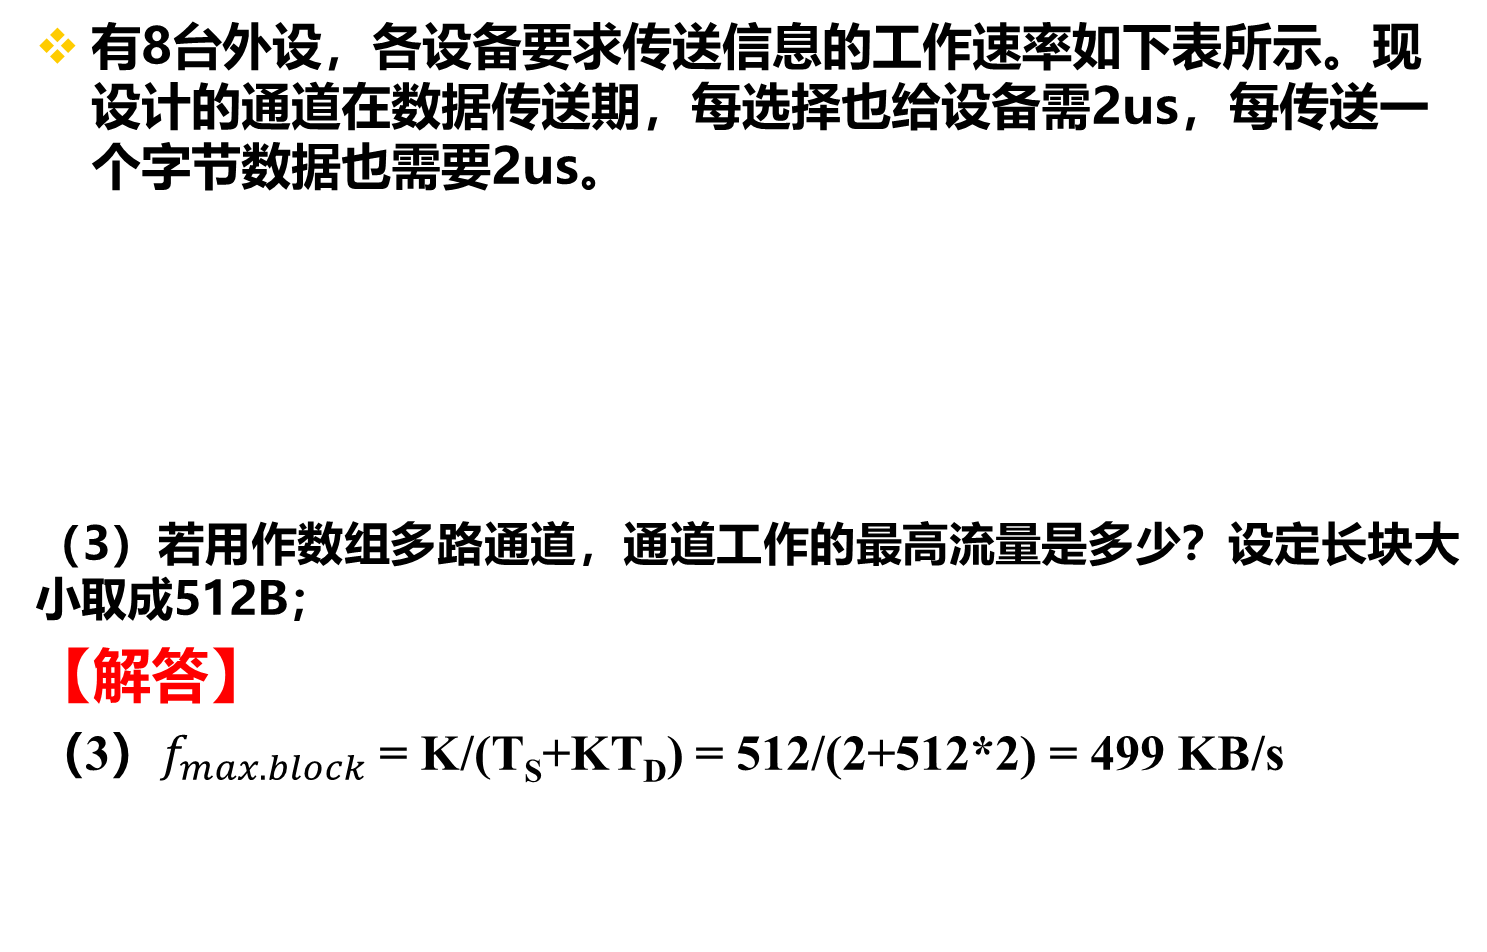 有8台外设，各设备要求传送信息的工作速率如下表所示。现
设计的通道在数据传送期，每选择也给设备需2us，每传送一
个字节数据也需要2us。
（3）若用作数组多路通道，通道工作的最高流量是多少？设定长块大
小取成512B；
【解答】
（3）f_max.block = K/(T_S+KT_D) = 512/(2+512*2) = 499 KB/s